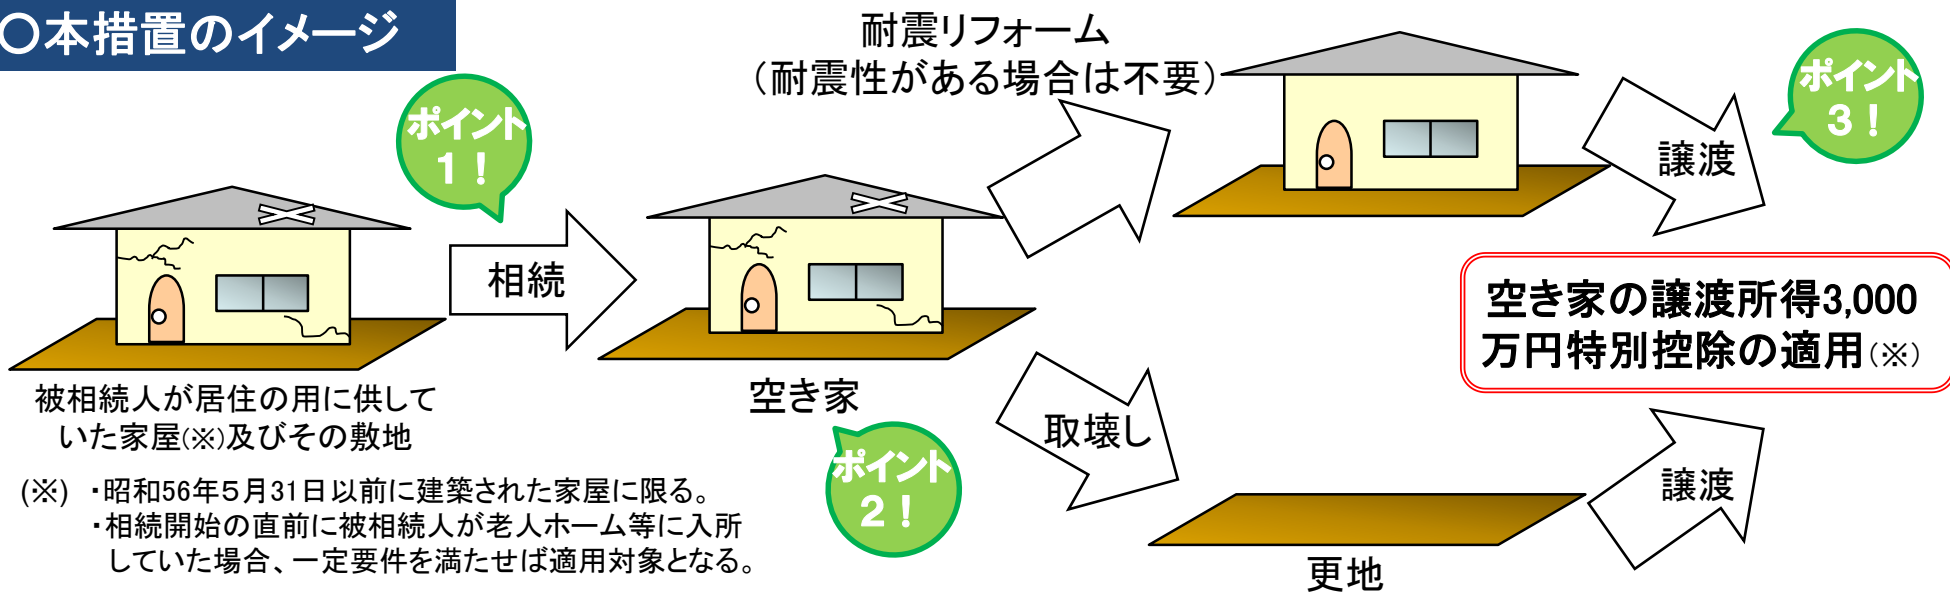 ○本措置のイメージ
ポイント
1！
被相続人が居住の用に供して
いた家屋(※)及びその敷地
相続
空き家
ポイント
2！
耐震リフォーム
（耐震性がある場合は不要）
取壊し
更地
譲渡
譲渡
ポイント
3！
空き家の譲渡所得3,000
万円特別控除の適用(※)
(※)　・昭和56年５月31日以前に建築された家屋に限る。
・相続開始の直前に被相続人が老人ホーム等に入所
していた場合、一定要件を満たせば適用対象となる。